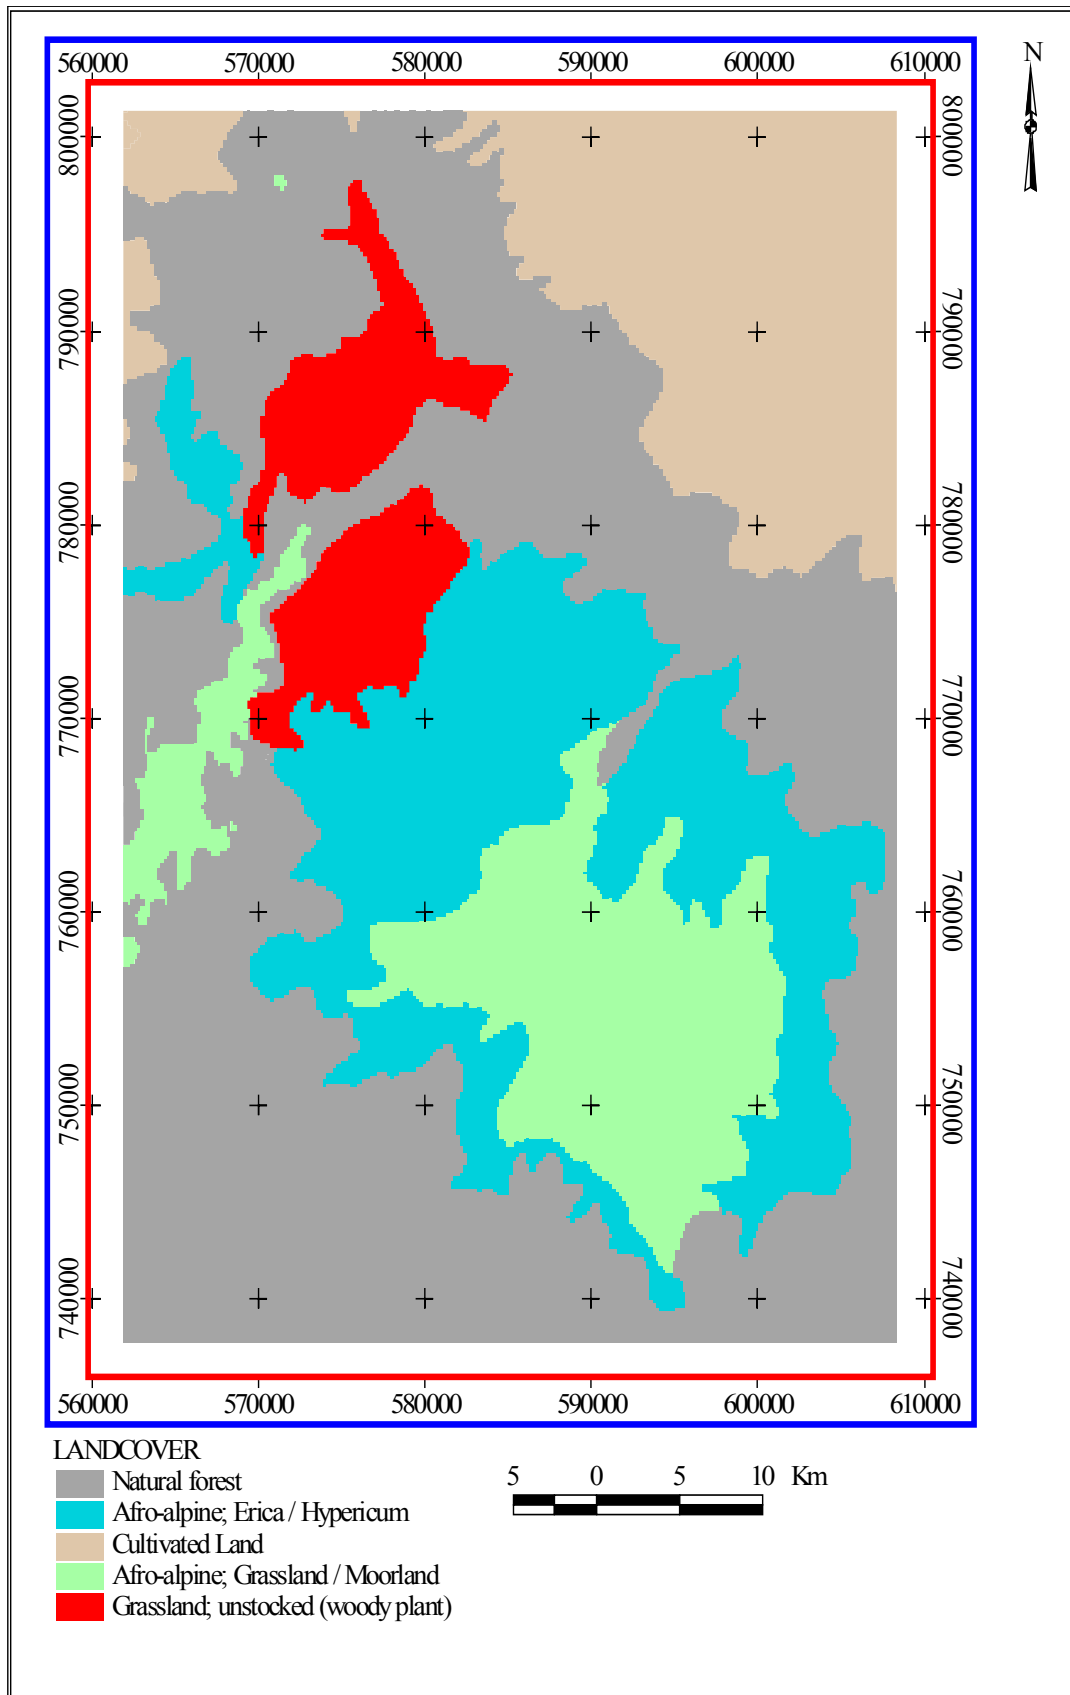 N
560000 570000 580000 590000 600000 610000
800000 800000
790000 790000
780000 780000
770000 770000
760000 760000
750000 750000
740000 740000
560000 570000 580000 590000 600000 610000
LANDCOVER
Natural forest
Afro-alpine; Erica / Hypericum
Cultivated Land
Afro-alpine; Grassland / Moorland
Grassland; unstocked (woody plant)
5 0 5 10 Km